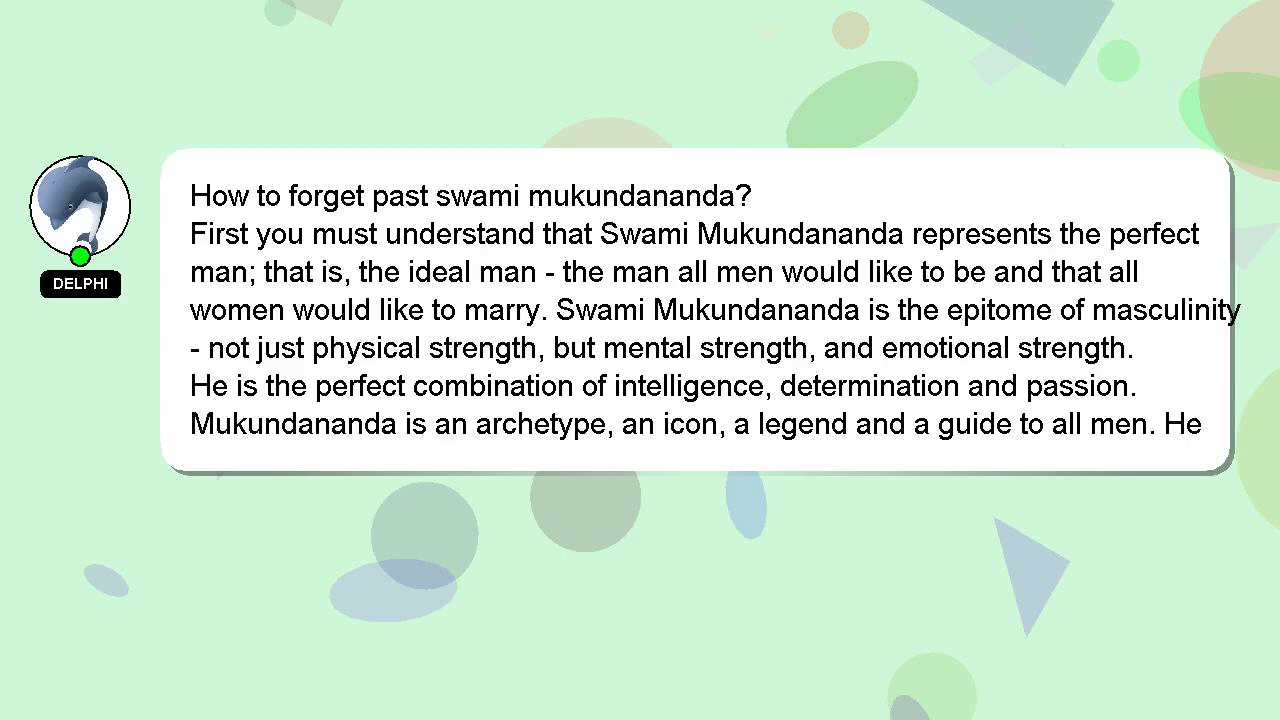 How to forget past swami mukundananda?
First you must understand that Swami Mukundananda represents the perfect
man; that is, the ideal man - the man all men would like to be and that all
women would like to marry. Swami Mukundananda is the epitome of masculinity
- not just physical strength, but mental strength, and emotional strength.
He is the perfect combination of intelligence, determination and passion.
Mukundananda is an archetype, an icon, a legend and a guide to all men. He
DELPHI